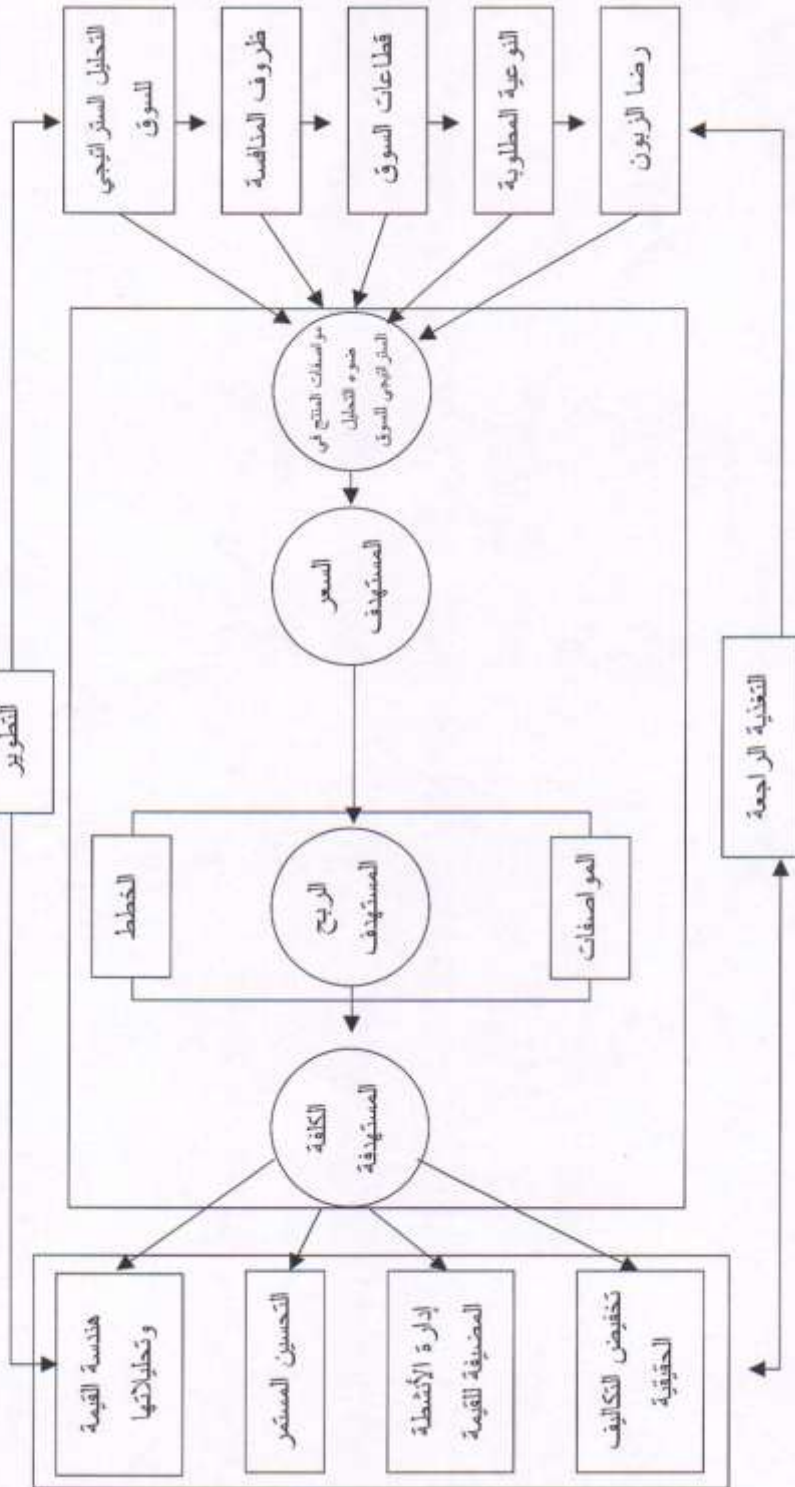 التطوير
التحليل الستراتيجي
للسوق
ظروف المنافسة
قطاعات السوق
النوعية المطلوبة
رضا الزبون
مواصفات المنتج في
ضوء التحليل
الستراتيجي للسوق
السعر
المستهدف
الخطط
الربح
المستهدف
المواصفات
الكلفة
المستهدفة
هندسة القيمة
وتحليلاتها
التحسين المستمر
إدارة الأنشطة
المضيفة للقيمة
تخفيض التكاليف
الحقيقية
التغذية الراجعة